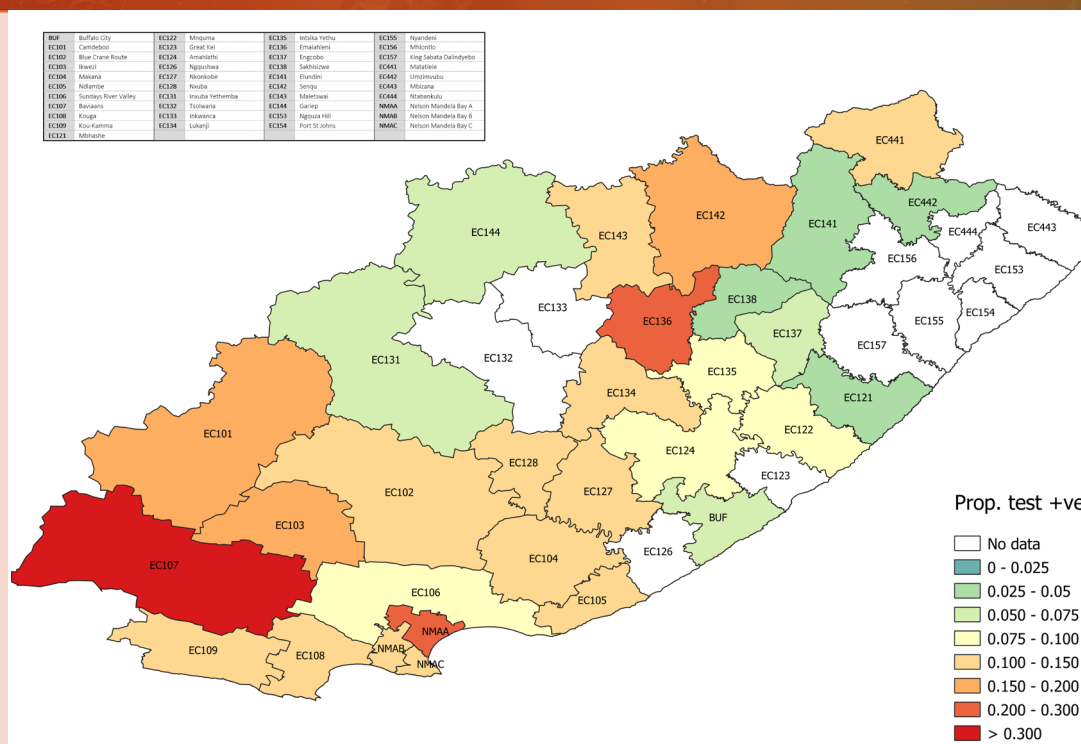 BUF Buffalo City EC122 Mnquma EC135 Intsika Yethu EC155 Nyandeni
EC101 Camdeboo EC123 Great Kei EC136 Emalahleni EC156 Mhlontlo
EC102 Blue Crane Route EC124 Amahlathi EC137 Engcobo EC157 King Sabata Dalindyebo
EC103 Ikwezi EC126 Ngqushwa EC138 Sakhisizwe EC441 Matatiele
EC104 Makana EC127 Nkonkobe EC141 Elundini EC442 Umzimvubu
EC105 Ndlambe EC128 Nxuba EC142 Senqu EC443 Mbizana
EC106 Sundays River Valley EC131 Inxuba Yethemba EC143 Maletswai EC444 Ntabankulu
EC107 Baviaans EC132 Tsolwana EC144 Gariep NMAA Nelson Mandela Bay A
EC108 Kouga EC133 Inkwanca EC153 Ngquza Hill NMAB Nelson Mandela Bay B
EC109 Kou-Kamma EC134 Lukanji EC154 Port St Johns NMAC Nelson Mandela Bay C
EC121 Mbhashe
EC441
EC442
EC142
EC141
EC444
EC443
EC144
EC143
EC156
EC153
EC138
EC133
EC136
EC154
EC155
EC137
EC157
EC131
EC132
EC135
EC134
EC121
EC101
EC122
EC124
EC128
EC123
EC102
EC127
BUF
EC103
EC126
EC104
EC107
EC106
EC105
NMAA
EC109
EC108
NMAB
NMAC
Prop. test +ve
No data
0 - 0.025
0.025 - 0.05
0.050 - 0.075
0.075 - 0.100
0.100 - 0.150
0.150 - 0.200
0.200 - 0.300
> 0.300